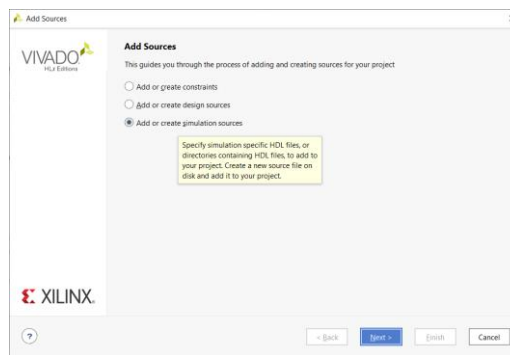 Add Sources
VIVADO
HLx Editions
Add Sources
This guides you through the process of adding and creating sources for your project
Add or create constraints
Add or create design sources
Add or create simulation sources
Specify simulation specific HDL files, or
directories containing HDL files, to add to
your project. Create a new source file on
disk and add it to your project.
XILINX.
?
< Back
Next >
Finish
Cancel